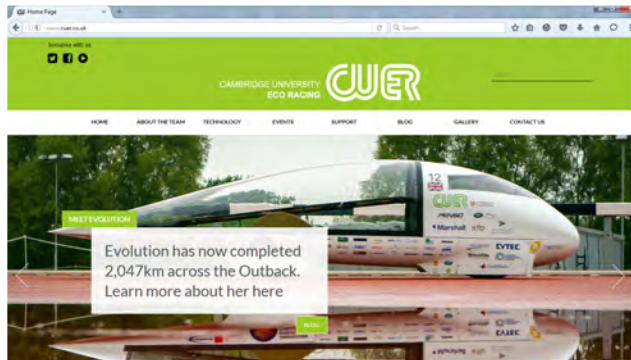 Home Page
www.cuer.co.uk
Search
Socialise with us
CAMBRIDGE UNIVERSITY
ECO RACING
CUER
HOME ABOUT THE TEAM TECHNOLOGY EVENTS SUPPORT BLOG GALLERY CONTACT US
12
CUER
Marshall
CYTEC
MEET EVOLUTION
Evolution has now completed
2,047km across the Outback.
Learn more about her here
BLOG